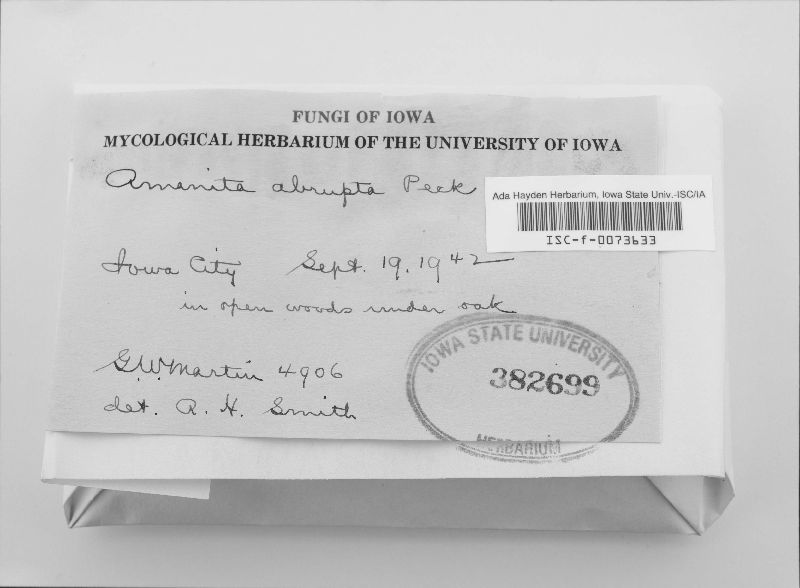 FUNGI OF IOWA
MYCOLOGICAL HERBARIUM OF THE UNIVERSITY OF IOWA
Amanita abrupta Peck
Ada Hayden Herbarium, Iowa State Univ.-ISC/IA
ISC-f-0073633
Iowa City Sept. 19, 1942
in open woods under oak
G.W. Martin 4906
det. A. H. Smith
IOWA STATE UNIVERSITY
382699
HERBARIUM